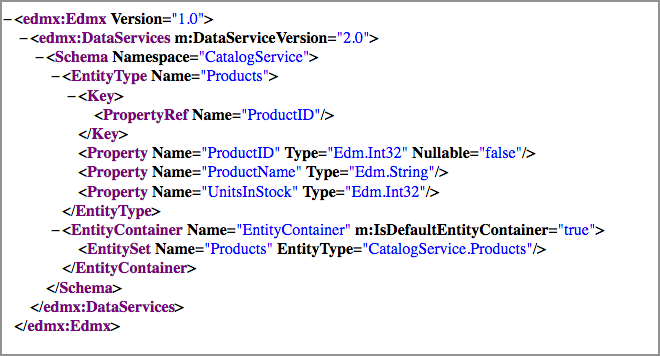 −<edmx:Edmx Version="1.0">
−<edmx:DataServices m:DataServiceVersion="2.0">
−<Schema Namespace="CatalogService">
−<EntityType Name="Products">
−<Key>
<PropertyRef Name="ProductID"/>
</Key>
<Property Name="ProductID" Type="Edm.Int32" Nullable="false"/>
<Property Name="ProductName" Type="Edm.String"/>
<Property Name="UnitsInStock" Type="Edm.Int32"/>
</EntityType>
−<EntityContainer Name="EntityContainer" m:IsDefaultEntityContainer="true">
<EntitySet Name="Products" EntityType="CatalogService.Products"/>
</EntityContainer>
</Schema>
</edmx:DataServices>
</edmx:Edmx>